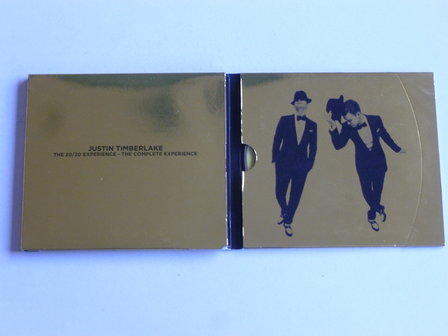 JUSTIN TIMBERLAKE
THE 20/20 EXPERIENCE - THE COMPLETE EXPERIENCE